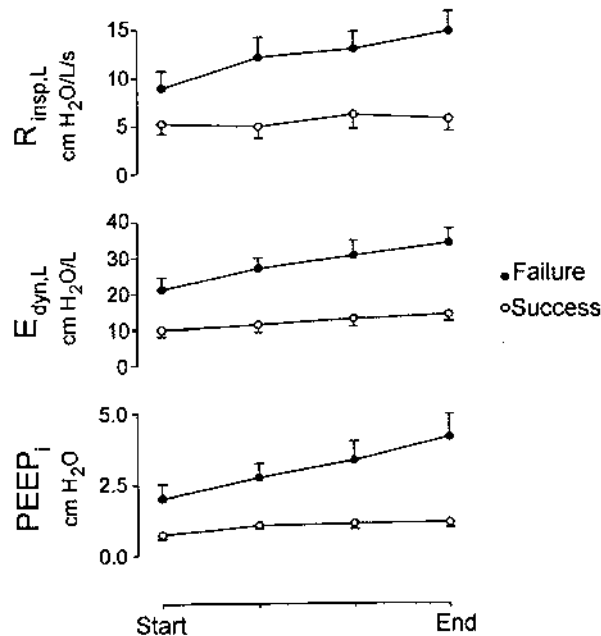 15
10
5
0
R insp,L
cm H₂O/L/s
40
30
20
10
0
E dyn,L
cm H₂O/L
Failure
Success
5.0
2.5
0.0
PEEPi
cm H₂O
Start
End